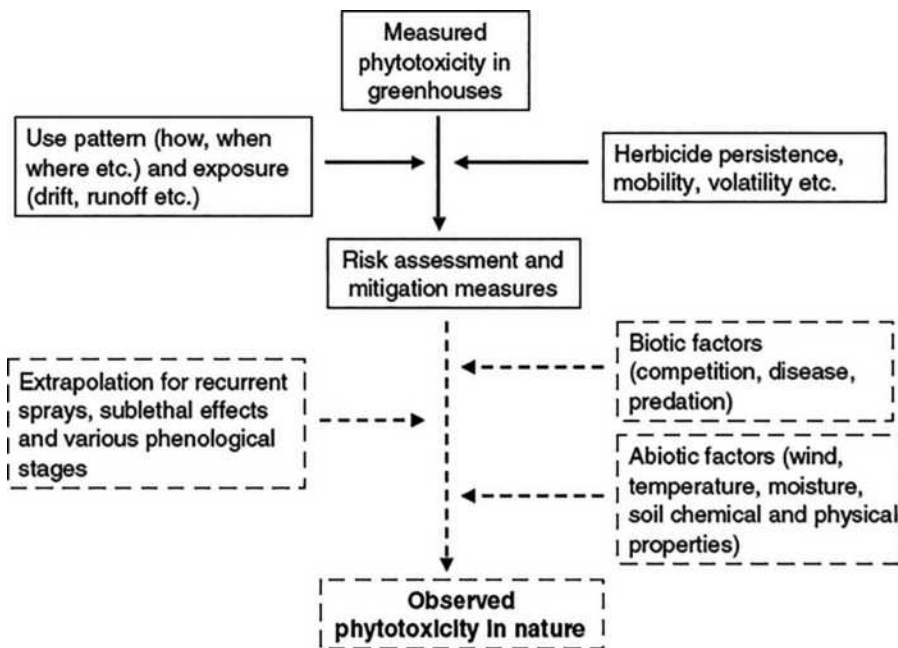 Measured
phytotoxicity in
greenhouses
Use pattern (how, when
where etc.) and exposure
(drift, runoff etc.)
Herbicide persistence,
mobility, volatility etc.
Risk assessment and
mitigation measures
Extrapolation for recurrent
sprays, sublethal effects
and various phenological
stages
Biotic factors
(competition, disease,
predation)
Abiotic factors (wind,
temperature, moisture,
soil chemical and physical
properties)
Observed
phytotoxicity in nature